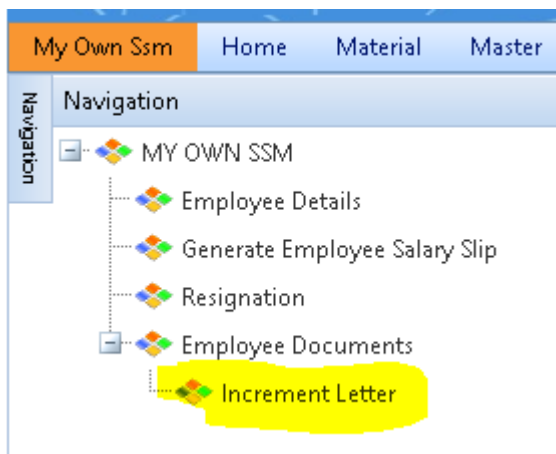 My Own Ssm Home Material Master
Navigation
Navigation
MY OWN SSM
Employee Details
Generate Employee Salary Slip
Resignation
Employee Documents
Increment Letter